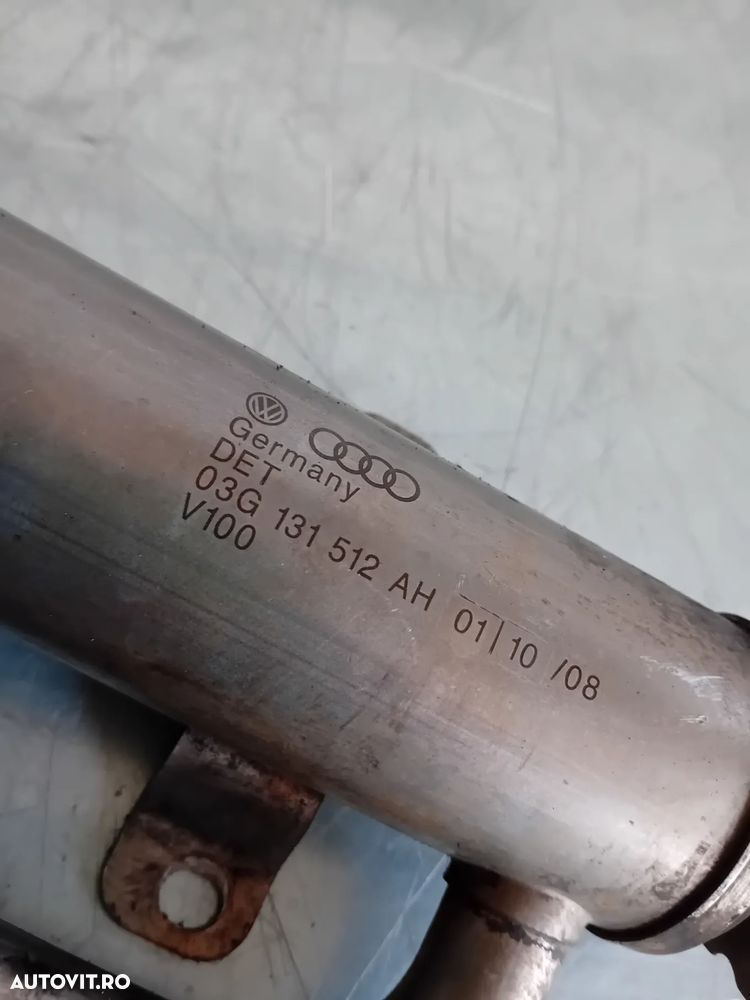 Germany
DET
03G 131 512 AH 01|10/08
V100
AUTOVIT.RO